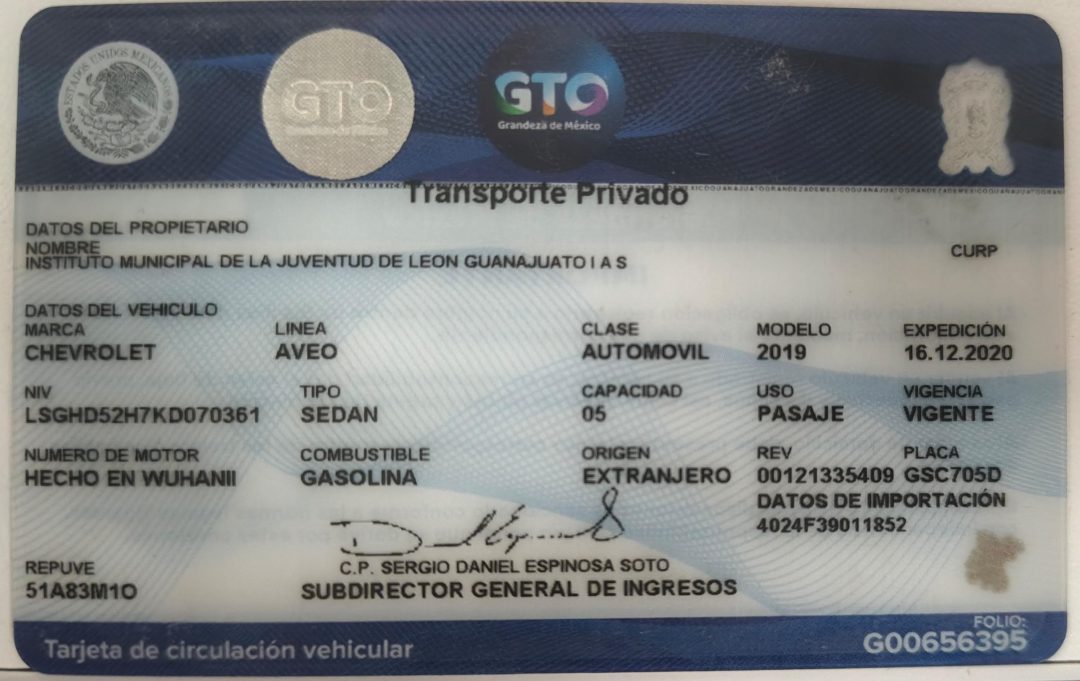 ESTADOS UNIDOS MEXICANOS
GTO
GTO
Grandeza de México
Transporte Privado
DATOS DEL PROPIETARIO
NOMBRE CURP
INSTITUTO MUNICIPAL DE LA JUVENTUD DE LEON GUANAJUATO I A S
DATOS DEL VEHICULO
MARCA LINEA CLASE MODELO EXPEDICIÓN
CHEVROLET AVEO AUTOMOVIL 2019 16.12.2020
NIV TIPO CAPACIDAD USO VIGENCIA
LSGHD52H7KD070361 SEDAN 05 PASAJE VIGENTE
NUMERO DE MOTOR COMBUSTIBLE ORIGEN REV PLACA
HECHO EN WUHANII GASOLINA EXTRANJERO 00121335409 GSC705D
DATOS DE IMPORTACIÓN
4024F39011852
REPUVE C.P. SERGIO DANIEL ESPINOSA SOTO
51A83M1O SUBDIRECTOR GENERAL DE INGRESOS
FOLIO:
Tarjeta de circulación vehicular G00656395